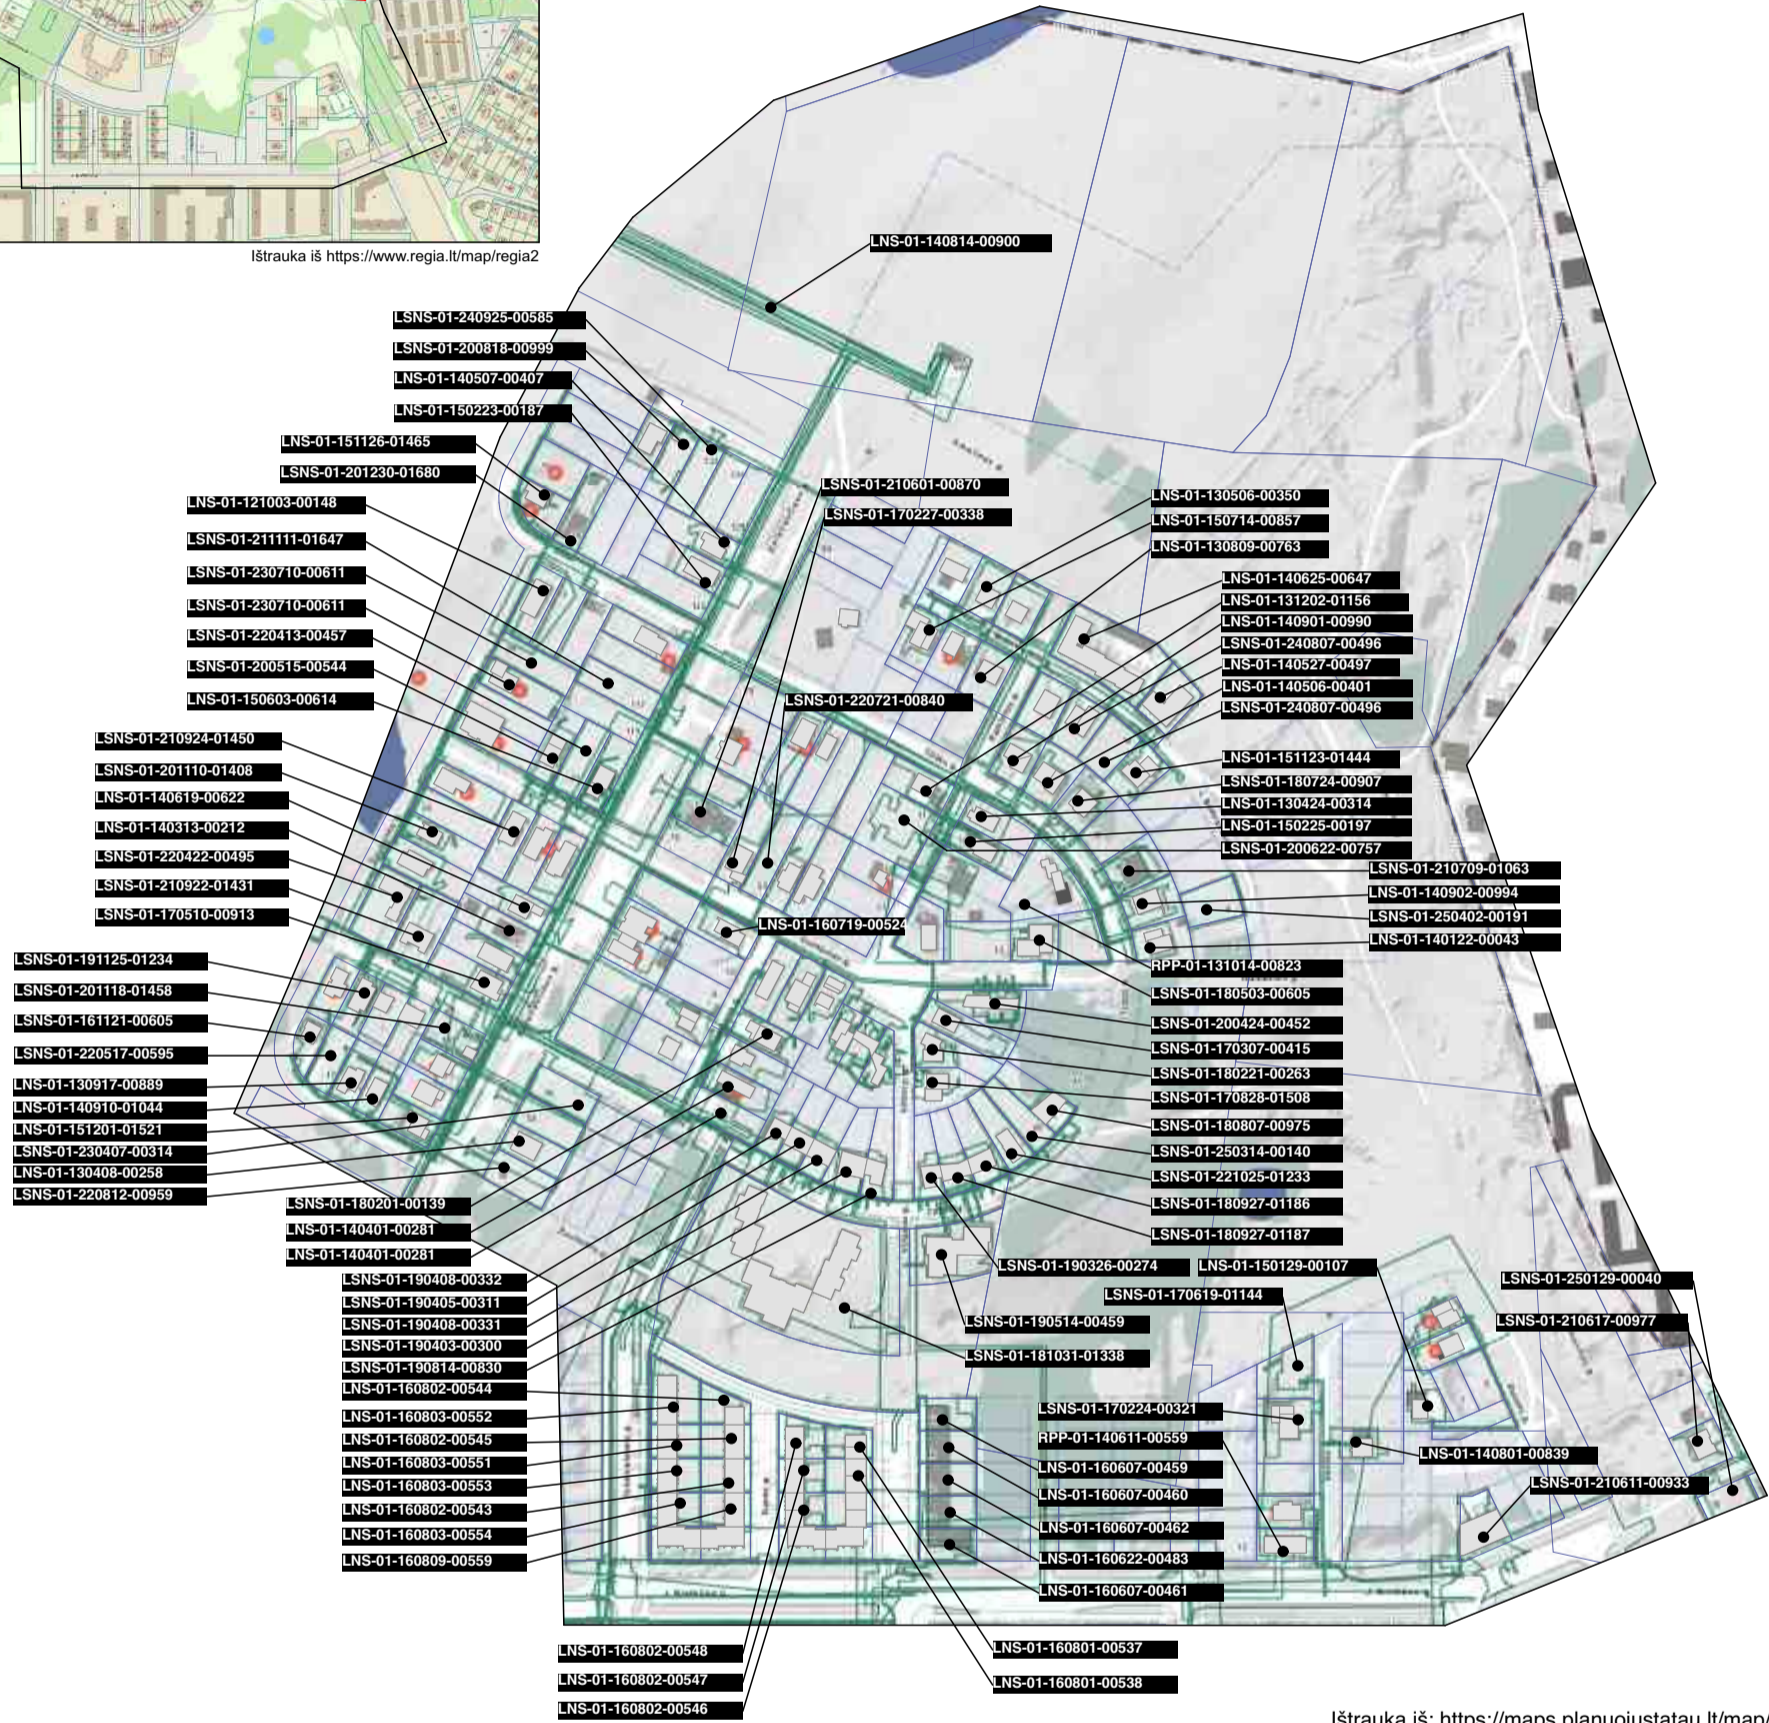 Ištrauka iš https://www.regia.lt/map/regia2
LNS-01-140814-00900
LSNS-01-240925-00585
LSNS-01-200818-00999
LNS-01-140507-00407
LNS-01-150223-00187
LNS-01-151126-01465
LSNS-01-201230-01680
LNS-01-121003-00148
LSNS-01-211111-01647
LSNS-01-230710-00611
LSNS-01-230710-00611
LSNS-01-220413-00457
LSNS-01-200515-00544
LNS-01-150603-00614
LSNS-01-210924-01450
LSNS-01-201110-01408
LNS-01-140619-00622
LNS-01-140313-00212
LSNS-01-220422-00495
LSNS-01-210922-01431
LSNS-01-170510-00913
LSNS-01-191125-01234
LSNS-01-201118-01458
LSNS-01-161121-00605
LSNS-01-220517-00595
LNS-01-130917-00889
LNS-01-140910-01044
LNS-01-151201-01521
LSNS-01-230407-00314
LNS-01-130408-00258
LSNS-01-220812-00959
LSNS-01-210601-00870
LSNS-01-170227-00338
LSNS-01-220721-00840
LNS-01-160719-00524
LNS-01-130506-00350
LNS-01-150714-00857
LNS-01-130809-00763
LNS-01-140625-00647
LNS-01-131202-01156
LNS-01-140901-00990
LSNS-01-240807-00496
LNS-01-140527-00497
LNS-01-140506-00401
LSNS-01-240807-00496
LNS-01-151123-01444
LSNS-01-180724-00907
LNS-01-130424-00314
LNS-01-150225-00197
LSNS-01-200622-00757
LSNS-01-210709-01063
LNS-01-140902-00994
LSNS-01-250402-00191
LNS-01-140122-00043
RPP-01-131014-00823
LSNS-01-180503-00605
LSNS-01-200424-00452
LSNS-01-170307-00415
LSNS-01-180221-00263
LSNS-01-170828-01508
LSNS-01-180807-00975
LSNS-01-250314-00140
LSNS-01-221025-01233
LSNS-01-180927-01186
LSNS-01-180927-01187
LSNS-01-180201-00139
LNS-01-140401-00281
LNS-01-140401-00281
LSNS-01-190408-00332
LSNS-01-190405-00311
LSNS-01-190408-00331
LSNS-01-190403-00300
LSNS-01-190814-00830
LNS-01-160802-00544
LNS-01-160803-00552
LNS-01-160802-00545
LNS-01-160803-00551
LNS-01-160803-00553
LNS-01-160802-00543
LNS-01-160803-00554
LNS-01-160809-00559
LSNS-01-190326-00274
LNS-01-150129-00107
LSNS-01-170619-01144
LSNS-01-190514-00459
LSNS-01-181031-01338
LSNS-01-250129-00040
LSNS-01-210617-00977
LSNS-01-170224-00321
RPP-01-140611-00559
LNS-01-160607-00459
LNS-01-160607-00460
LNS-01-160607-00462
LNS-01-160622-00483
LNS-01-160607-00461
LNS-01-140801-00839
LSNS-01-210611-00933
LNS-01-160802-00548
LNS-01-160802-00547
LNS-01-160802-00546
LNS-01-160801-00537
LNS-01-160801-00538
Ištrauka iš: https://maps.planuojustatau.lt/map/